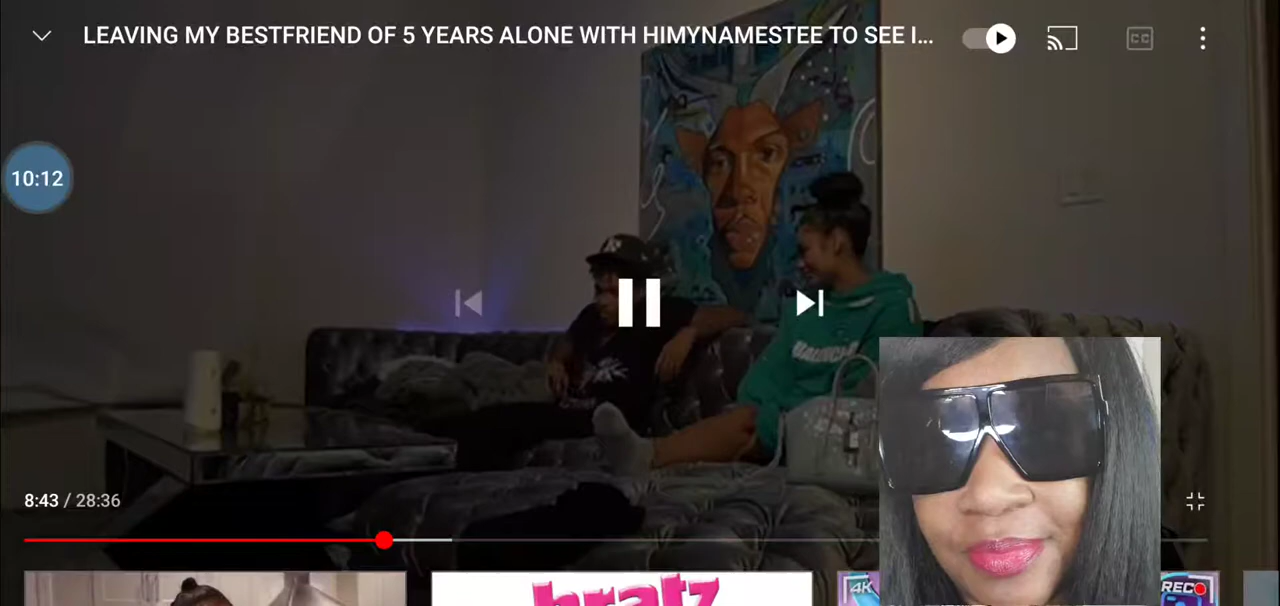 LEAVING MY BESTFRIEND OF 5 YEARS ALONE WITH HIMYNAMESTEE TO SEE I...
CC
10:12
8:43 / 28:36
bratz
4K
REC